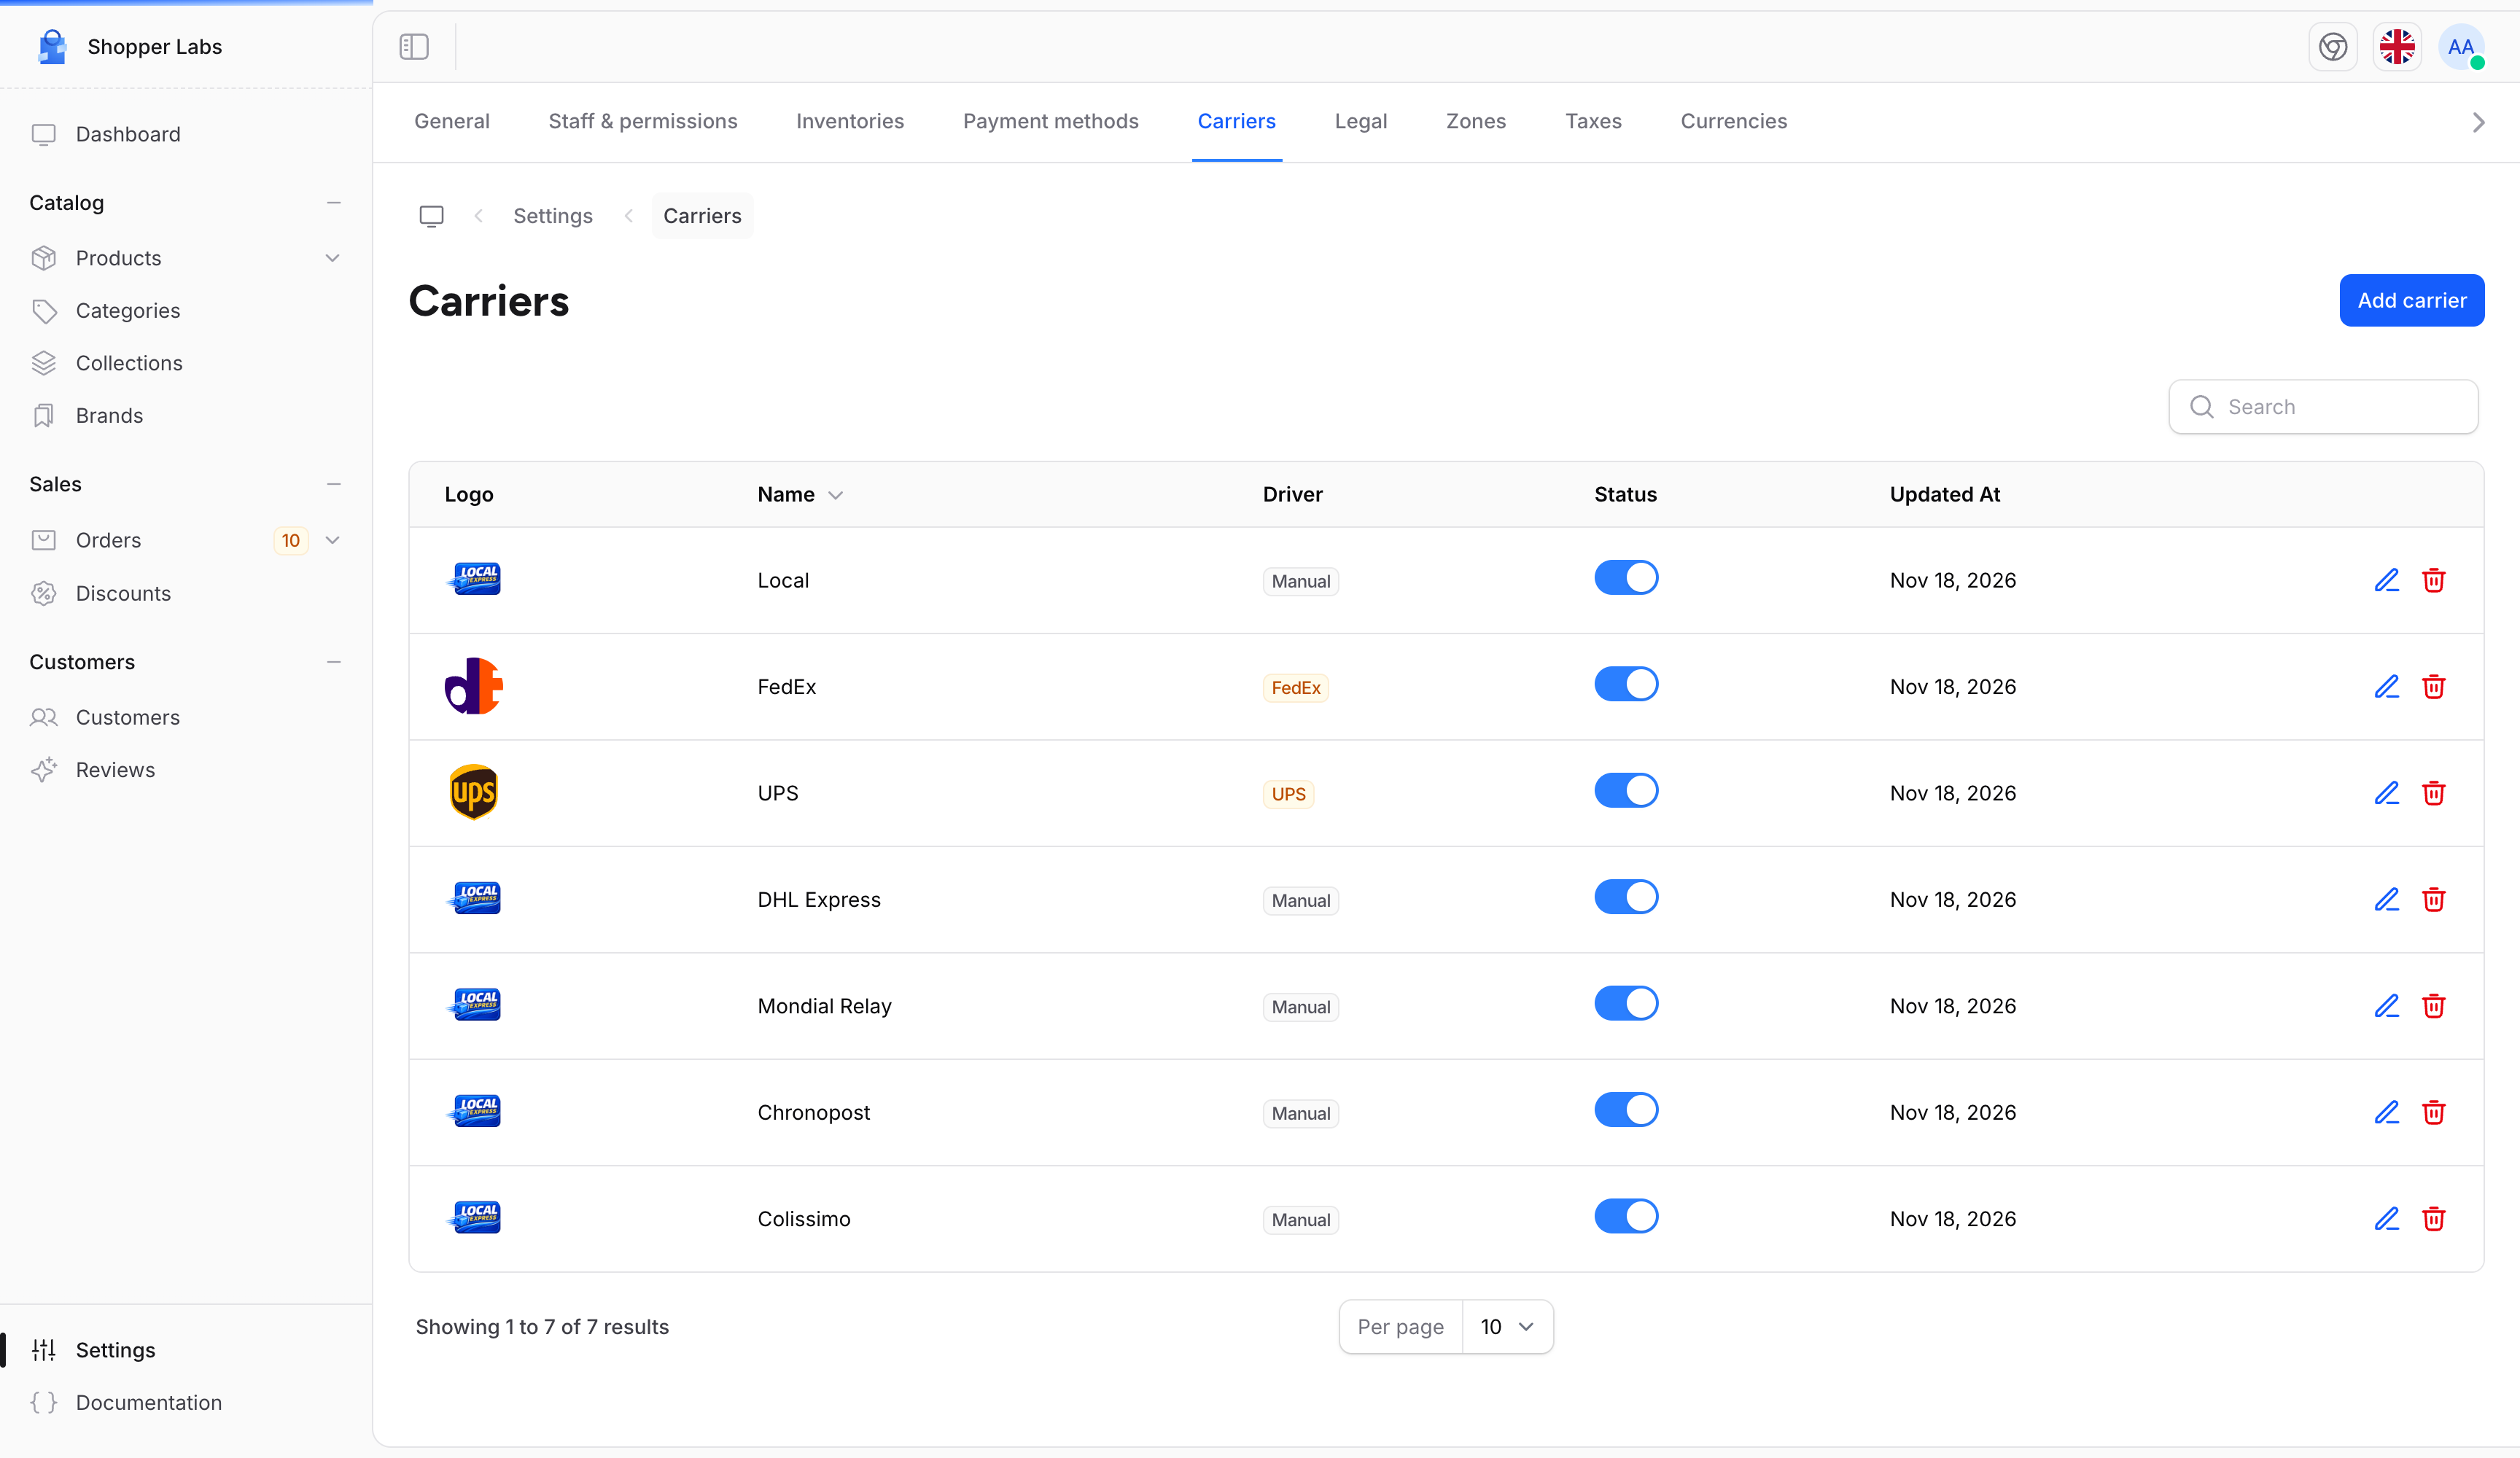 Shopper Labs
AA
Dashboard
Catalog
Products
Categories
Collections
Brands
Sales
Orders 10
Discounts
Customers
Customers
Reviews
Settings
Documentation
General Staff & permissions Inventories Payment methods Carriers Legal Zones Taxes Currencies
Settings Carriers
Carriers
Add carrier
Search
Logo Name Driver Status Updated At
LOCAL
EXPRESS
Local Manual Nov 18, 2026
FedEx FedEx Nov 18, 2026
ups
UPS UPS Nov 18, 2026
LOCAL
EXPRESS
DHL Express Manual Nov 18, 2026
LOCAL
EXPRESS
Mondial Relay Manual Nov 18, 2026
LOCAL
EXPRESS
Chronopost Manual Nov 18, 2026
LOCAL
EXPRESS
Colissimo Manual Nov 18, 2026
Showing 1 to 7 of 7 results
Per page 10